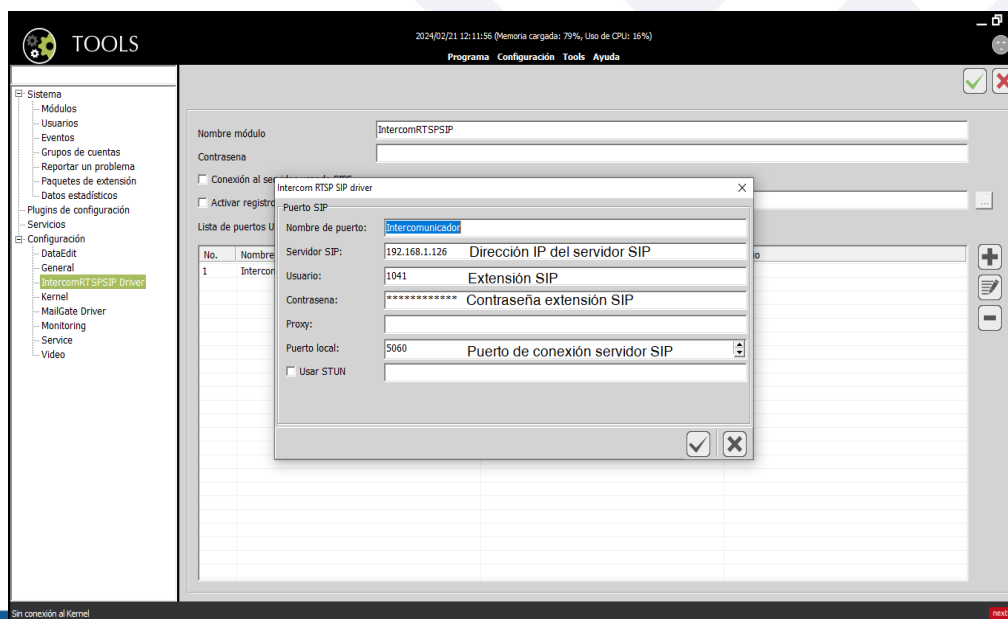 TOOLS
2024/02/21 12:11:56 (Memoria cargada: 79%, Uso de CPU: 16%)
Programa Configuración Tools Ayuda
Sistema
Módulos
Usuarios
Eventos
Grupos de cuentas
Reportar un problema
Paquetes de extensión
Datos estadísticos
Plugins de configuración
Servicios
Configuración
DataEdit
General
IntercomRTSPSIP Driver
Kernel
MailGate Driver
Monitoring
Service
Video
Nombre módulo IntercomRTSPSIP
Contrasena
Conexión al
Activar registro
Lista de puertos
No. Nombre
1
Intercom RTSP SIP driver
Puerto SIP
Nombre de puerto: Intercomunicador
Servidor SIP: 192.168.1.126 Dirección IP del servidor SIP
Usuario: 1041 Extensión SIP
Contrasena: ************ Contraseña extensión SIP
Proxy:
Puerto local: 5060 Puerto de conexión servidor SIP
Usar STUN
...
Sin conexión al Kernel
next